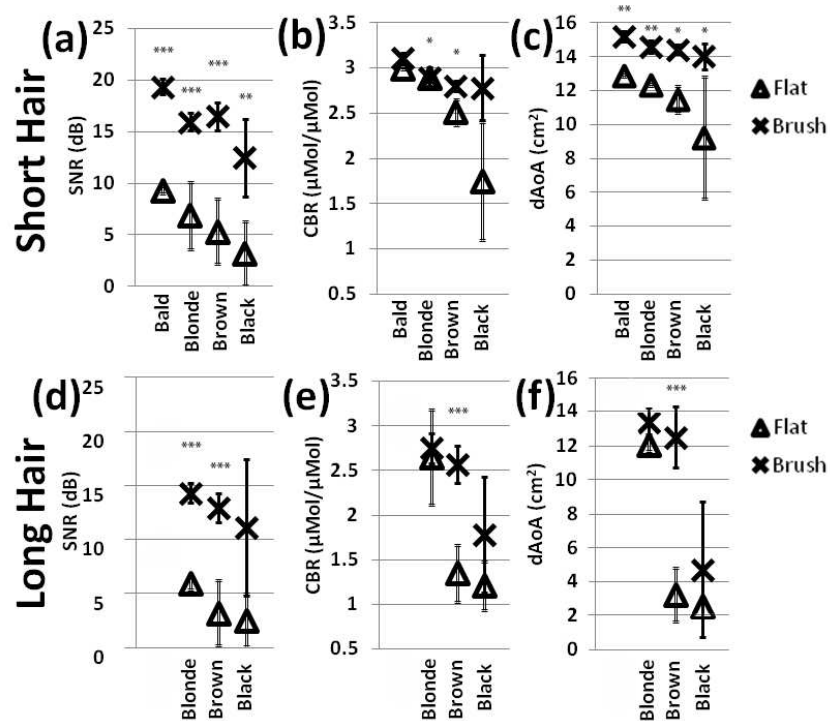 Short Hair
(a)
SNR (dB)
25
20
15
10
5
0
***
***
***
**
Bald
Blonde
Brown
Black
(b)
CBR (µMol/µMol)
3.5
3
2.5
2
1.5
1
0.5
*
*
Bald
Blonde
Brown
Black
(c)
dAoA (cm²)
16
14
12
10
8
6
4
2
0
**
**
*
*
Bald
Blonde
Brown
Black
Flat
Brush
Long Hair
(d)
SNR (dB)
25
20
15
10
5
0
***
***
Blonde
Brown
Black
(e)
CBR (µMol/µMol)
3.5
3
2.5
2
1.5
1
0.5
***
Blonde
Brown
Black
(f)
dAoA (cm²)
16
14
12
10
8
6
4
2
0
***
Blonde
Brown
Black
Flat
Brush